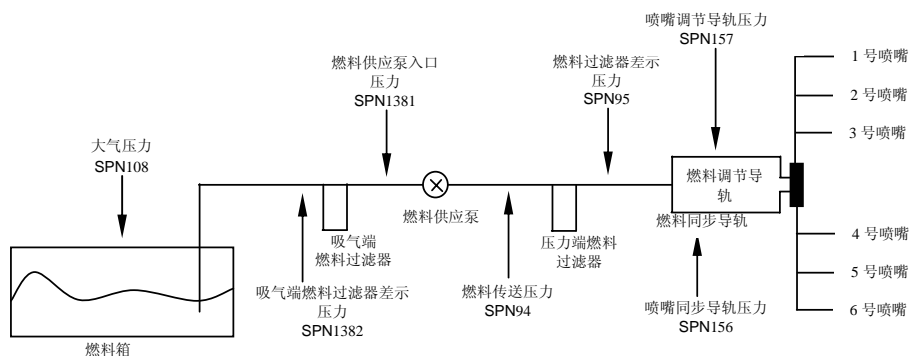 喷嘴调节导轨压力
SPN157
燃料供应泵入口
压力
SPN1381
燃料过滤器差示
压力
SPN95
1 号喷嘴
2 号喷嘴
3 号喷嘴
大气压力
SPN108
燃料调节导
轨
燃料供应泵
燃料同步导轨
吸气端
燃料过滤器
压力端燃料
过滤器
4 号喷嘴
5 号喷嘴
6 号喷嘴
吸气端燃料过滤器差示
压力
SPN1382
燃料传送压力
SPN94
喷嘴同步导轨压力
SPN156
燃料箱